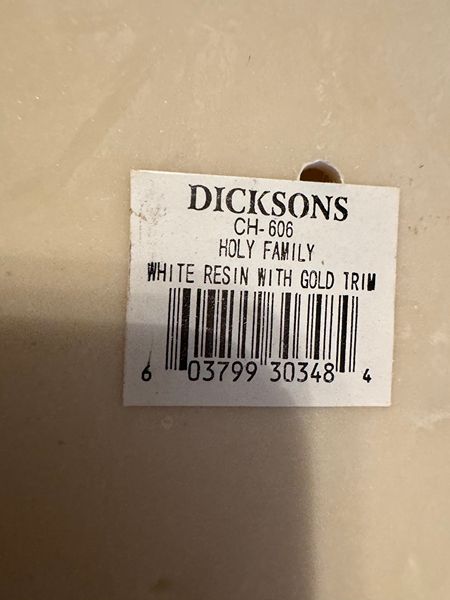 DICKSONS
CH-606
HOLY FAMILY
WHITE RESIN WITH GOLD TRIM
6 03799 30348 4